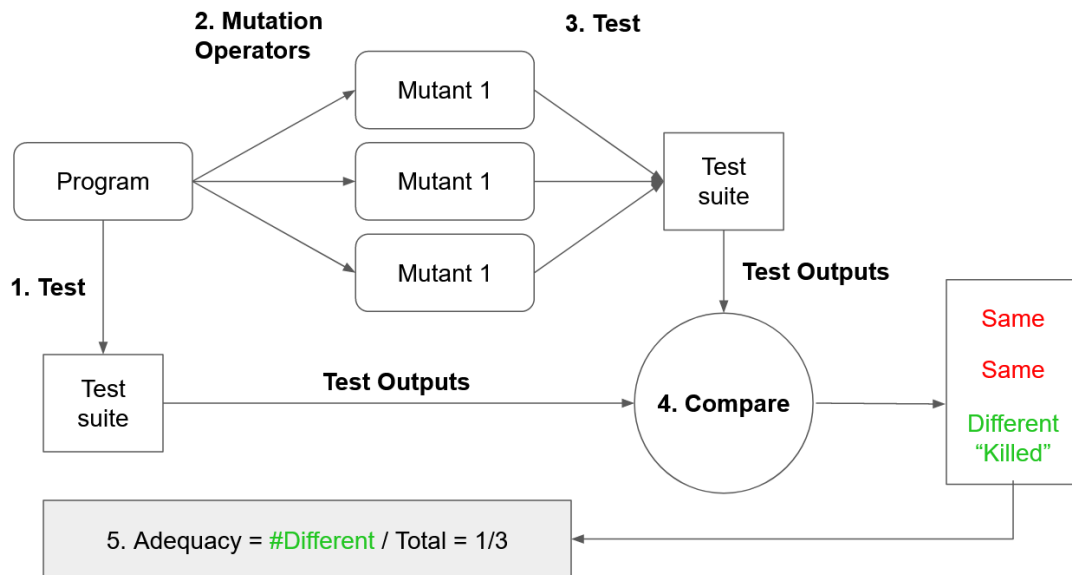 2. Mutation
Operators
3. Test
Mutant 1
Program
Mutant 1
Test
suite
Mutant 1
1. Test
Test Outputs
Same
Same
Different
“Killed”
Test
suite
Test Outputs
4. Compare
5. Adequacy = #Different / Total = 1/3